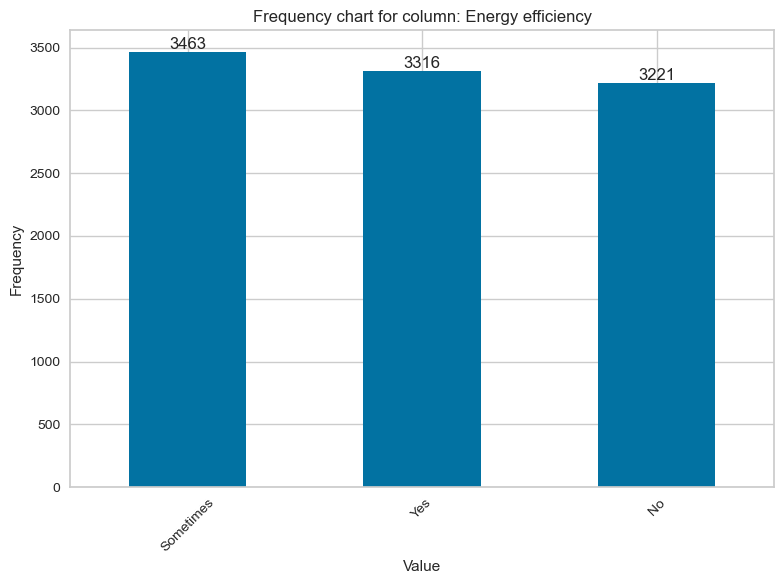 Frequency chart for column: Energy efficiency
3463
3316
3221
3500
3000
2500
2000
1500
1000
500
0
Frequency
Sometimes
Yes
No
Value